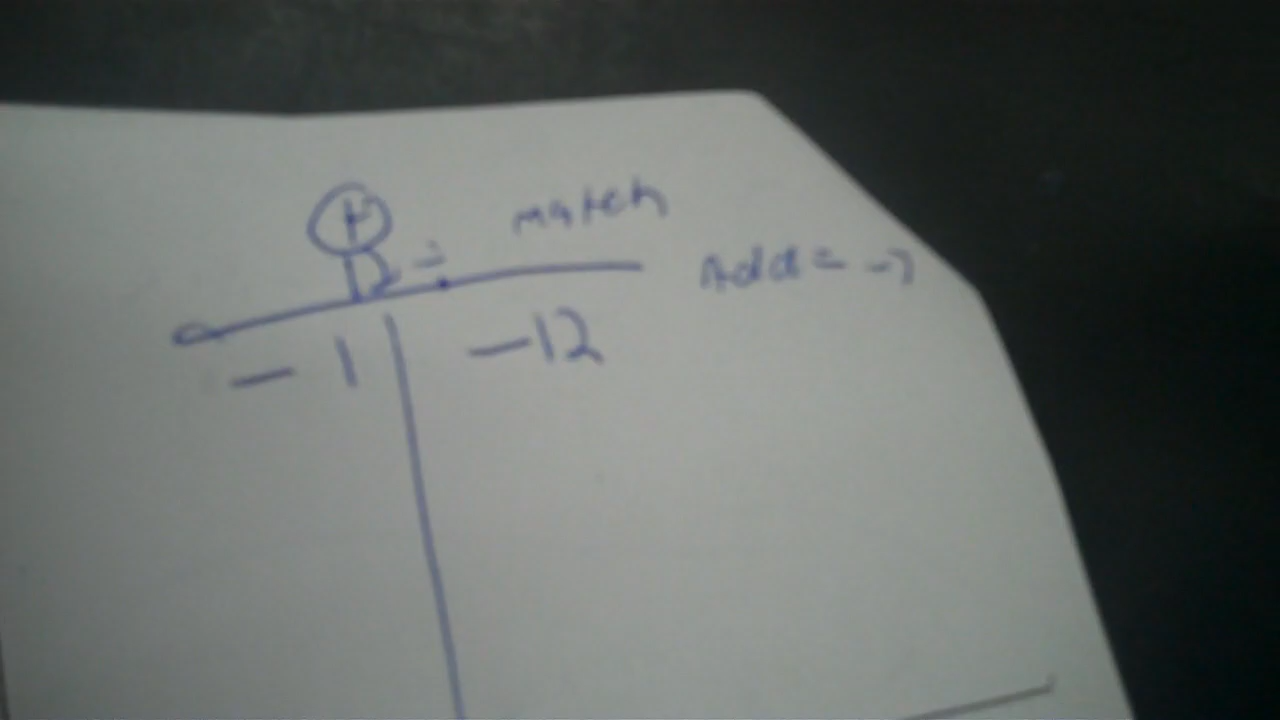 +
12 = match
Add = -7
-1 | -12